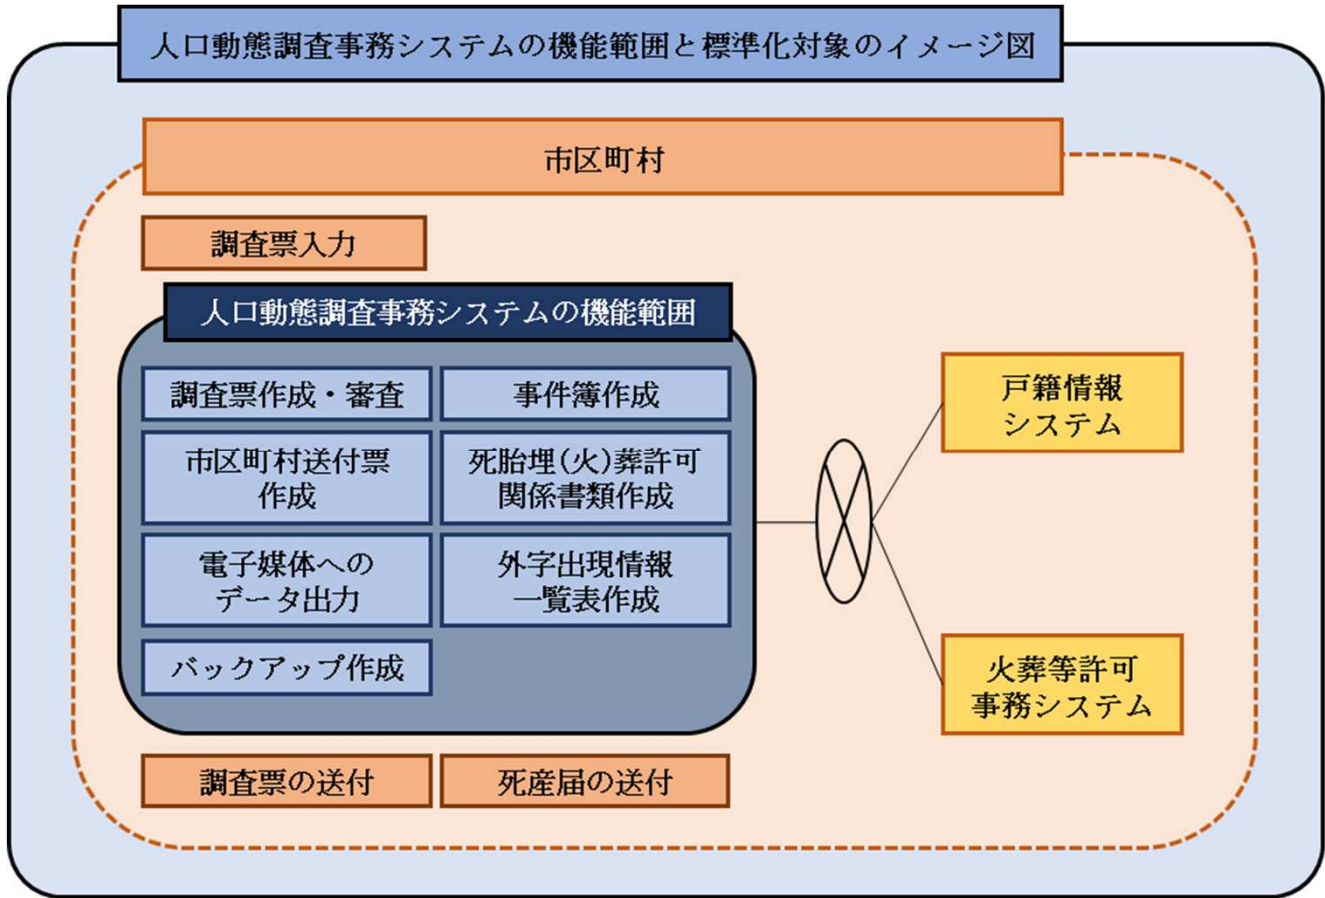 人口動態調査事務システムの機能範囲と標準化対象のイメージ図
市区町村
調査票入力
人口動態調査事務システムの機能範囲
調査票作成・審査
事件簿作成
市区町村送付票
作成
死胎埋(火)葬許可
関係書類作成
電子媒体への
データ出力
外字出現情報
一覧表作成
バックアップ作成
調査票の送付
死産届の送付
戸籍情報
システム
火葬等許可
事務システム